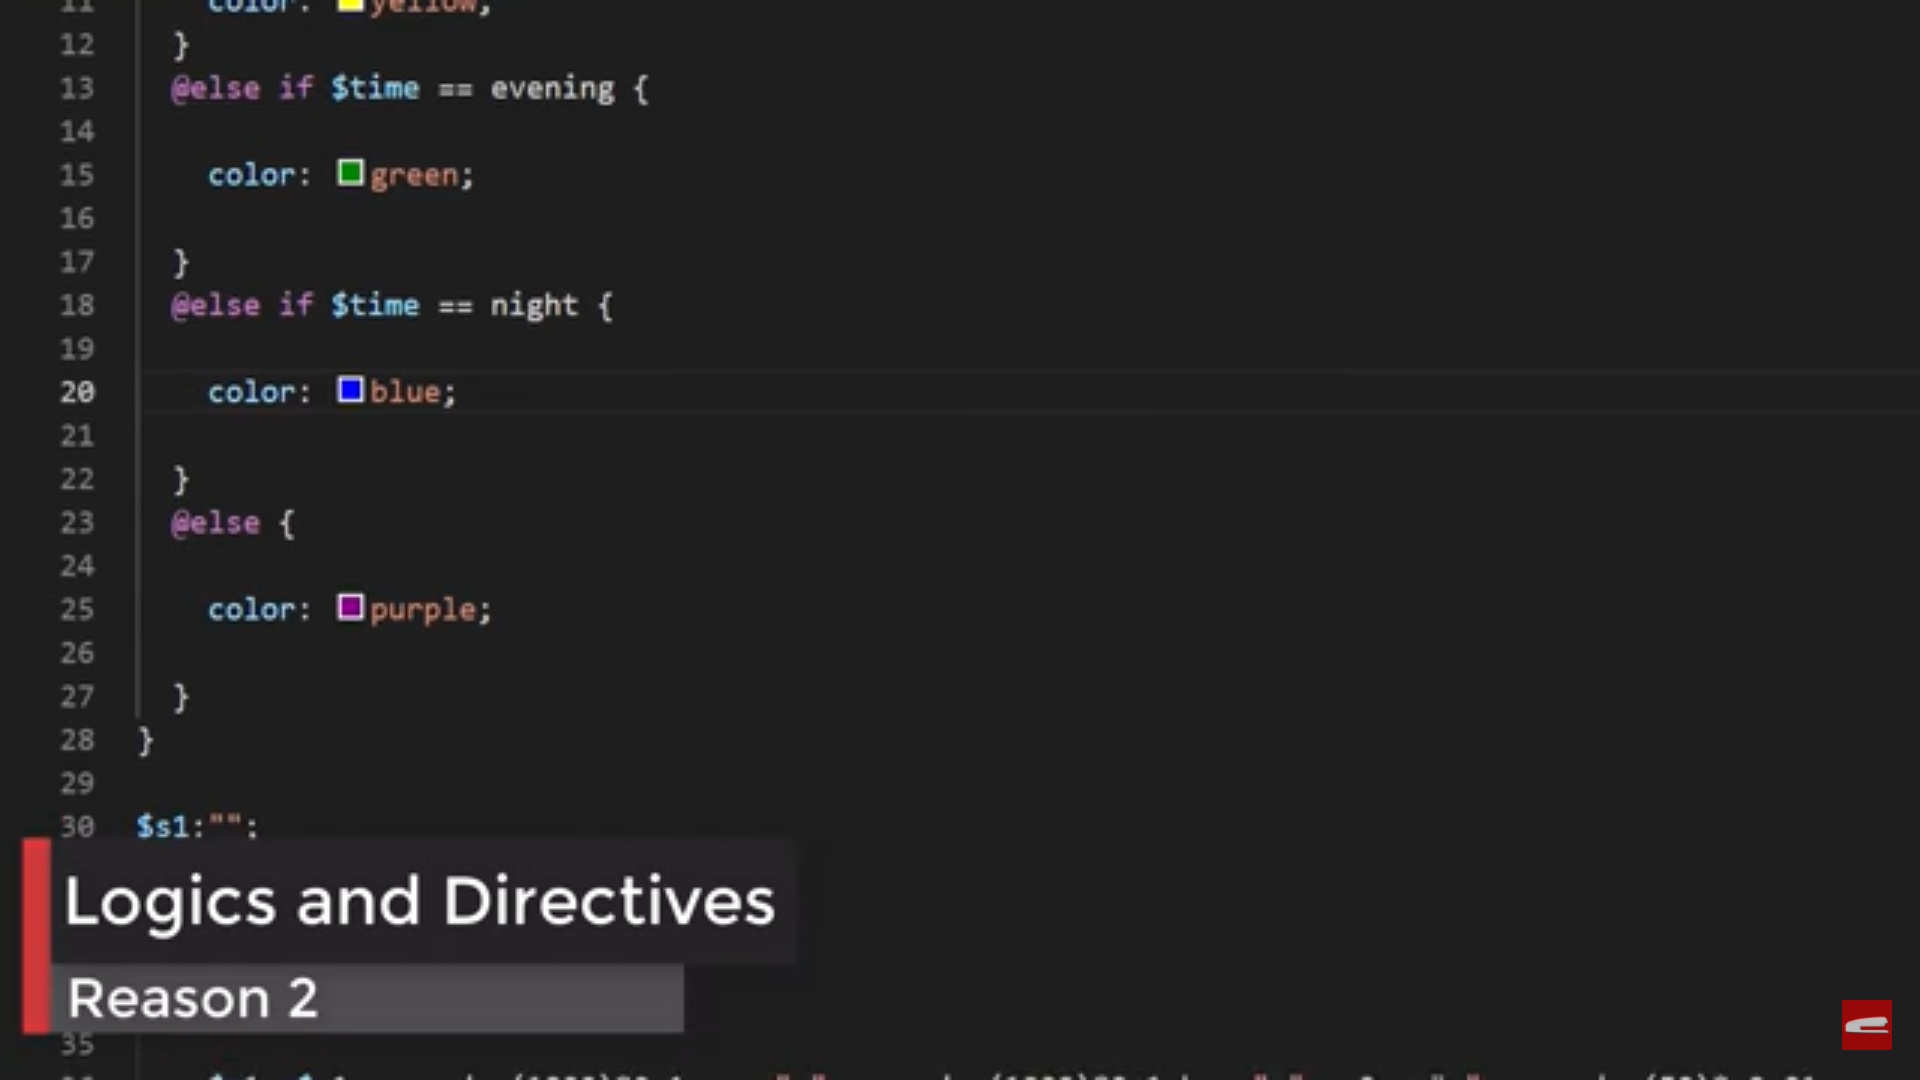 11 color: yellow;
12 }
13 @else if $time == evening {
14
15 color: green;
16
17 }
18 @else if $time == night {
19
20 color: blue;
21
22 }
23 @else {
24
25 color: purple;
26
27 }
28 }
29
30 $s1:"";
Logics and Directives
Reason 2
35